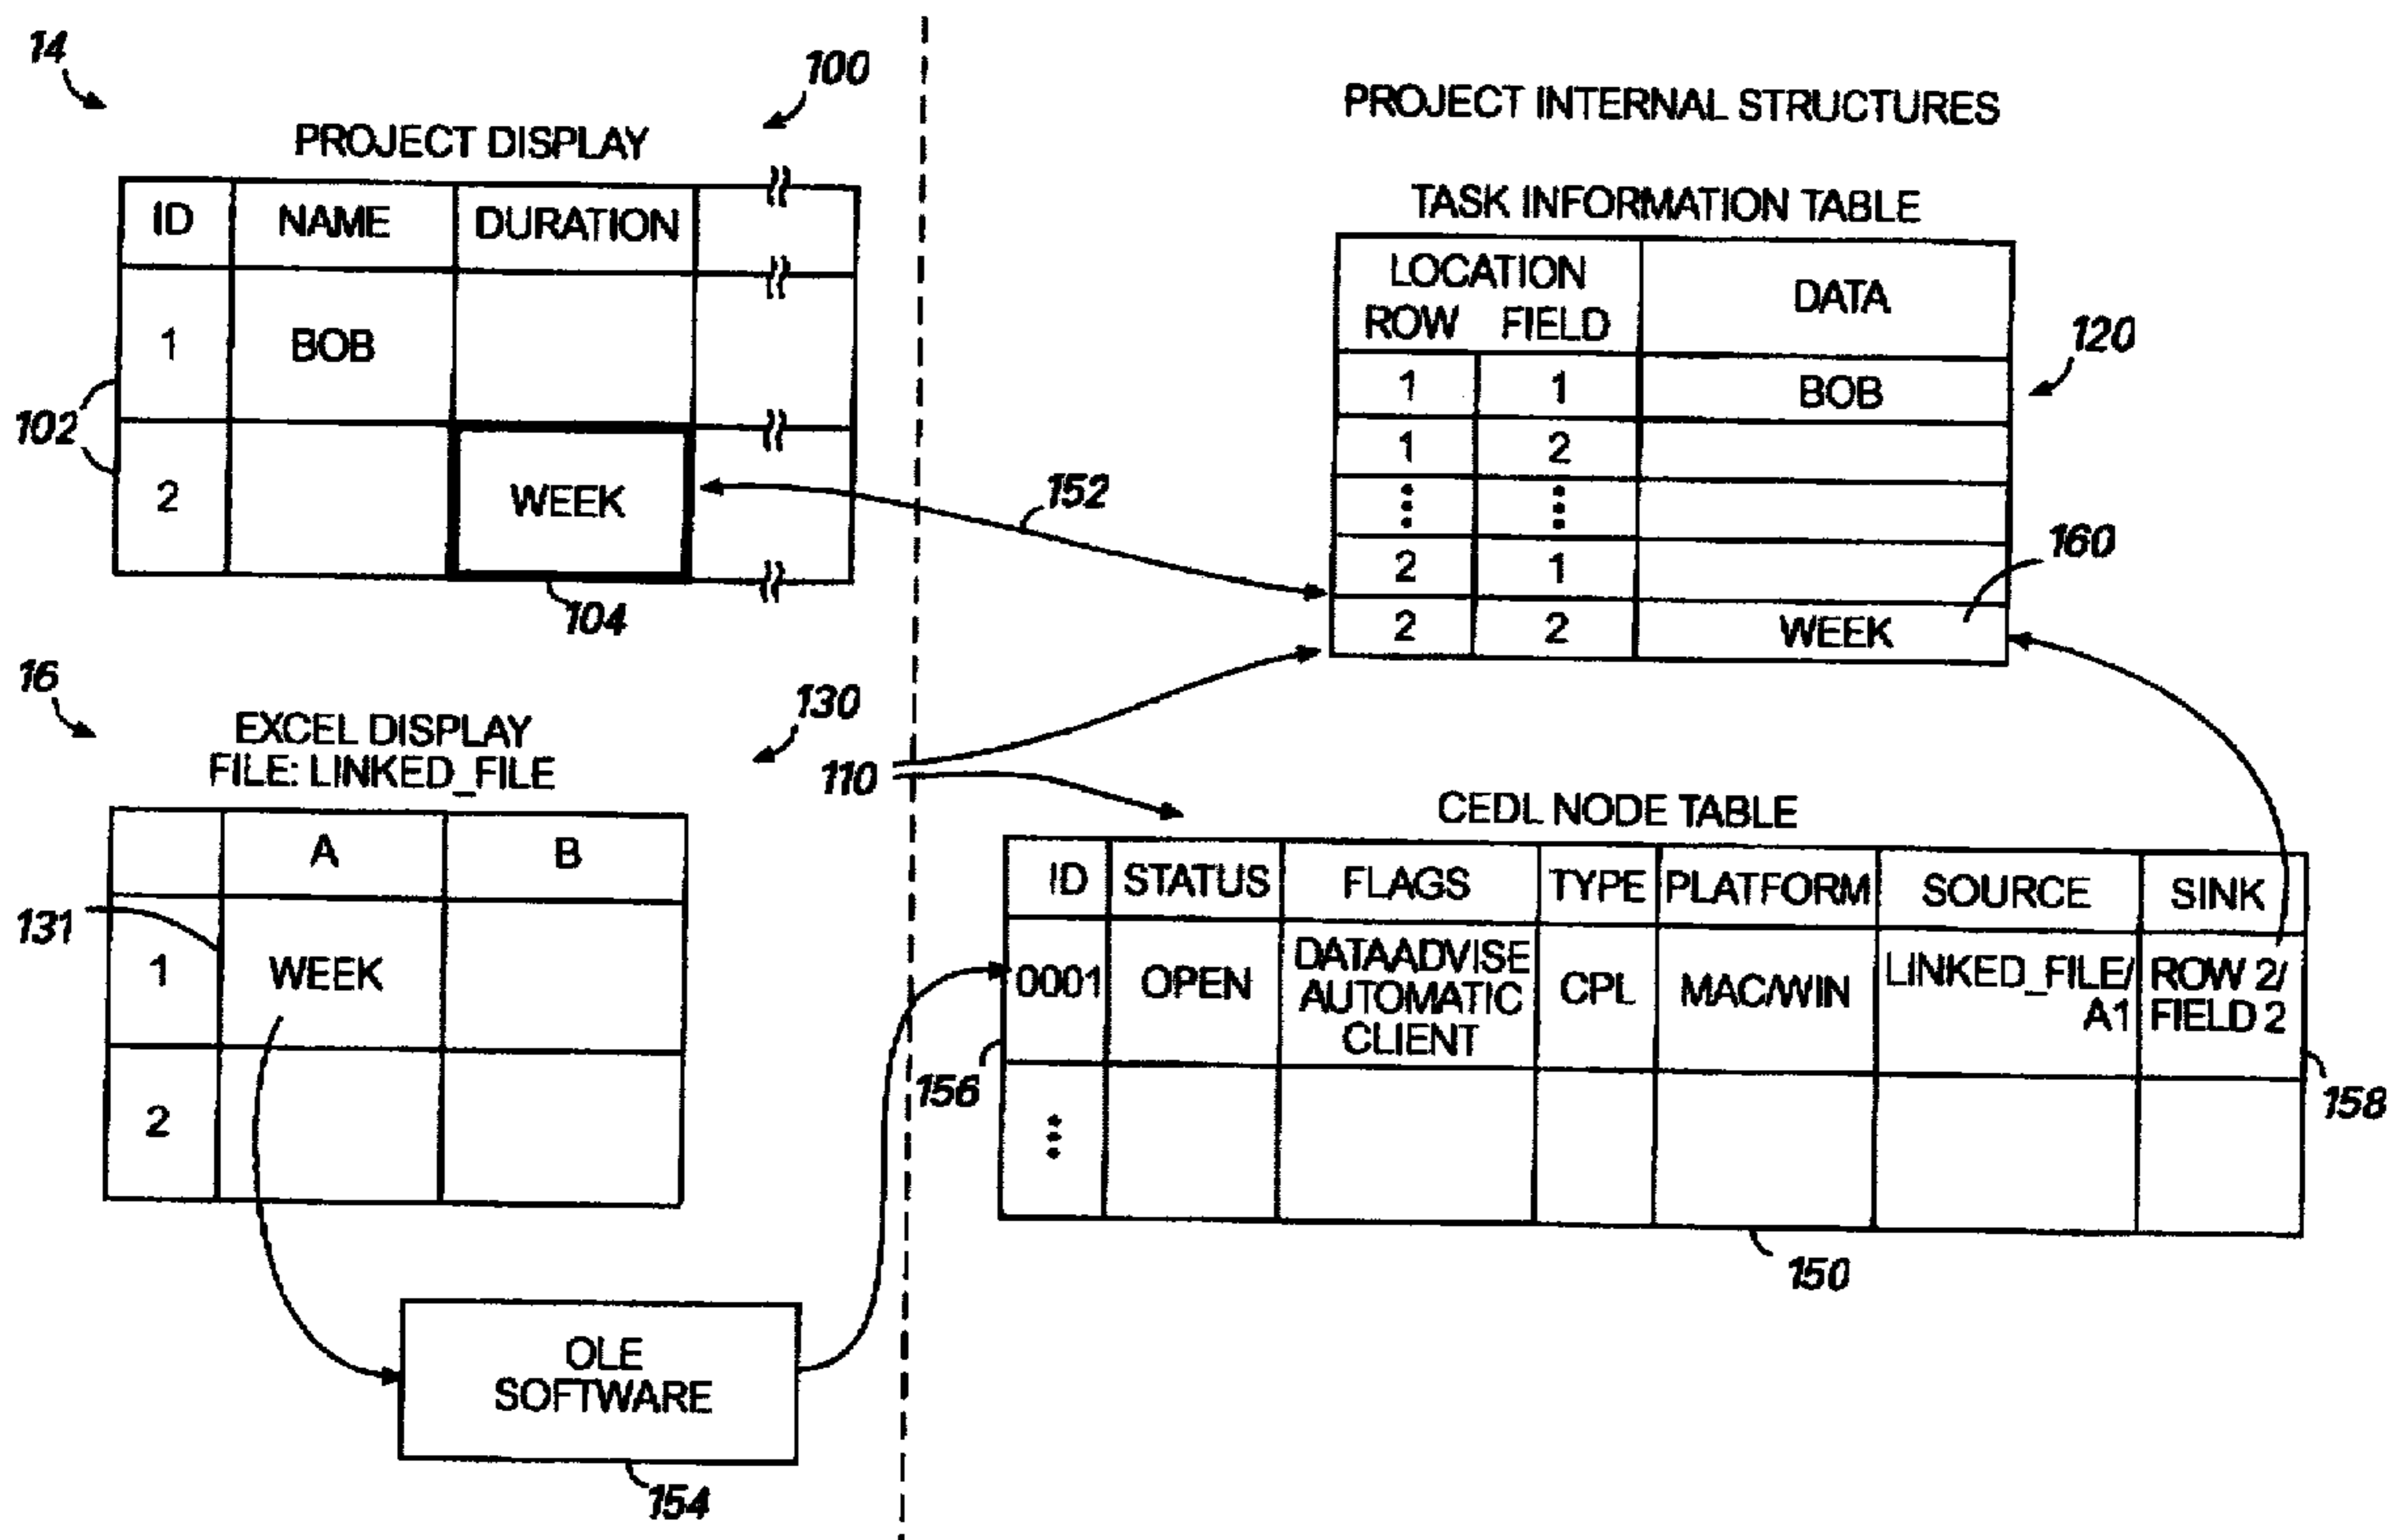 14
100
PROJECT DISPLAY
ID NAME DURATION
1 BOB
102
2 WEEK
104
152
16
130
EXCEL DISPLAY
FILE: LINKED_FILE
110
A B
131
1 WEEK
2
OLE
SOFTWARE
154
PROJECT INTERNAL STRUCTURES
TASK INFORMATION TABLE
LOCATION
ROW FIELD DATA
120
1 1 BOB
1 2
2 1
160
2 2 WEEK
CEDL NODE TABLE
ID STATUS FLAGS TYPE PLATFORM SOURCE SINK
0001 OPEN DATAADVISE
AUTOMATIC
CLIENT CPL MAC/WIN LINKED_FILE/
A1 ROW 2/
FIELD 2
156
158
150